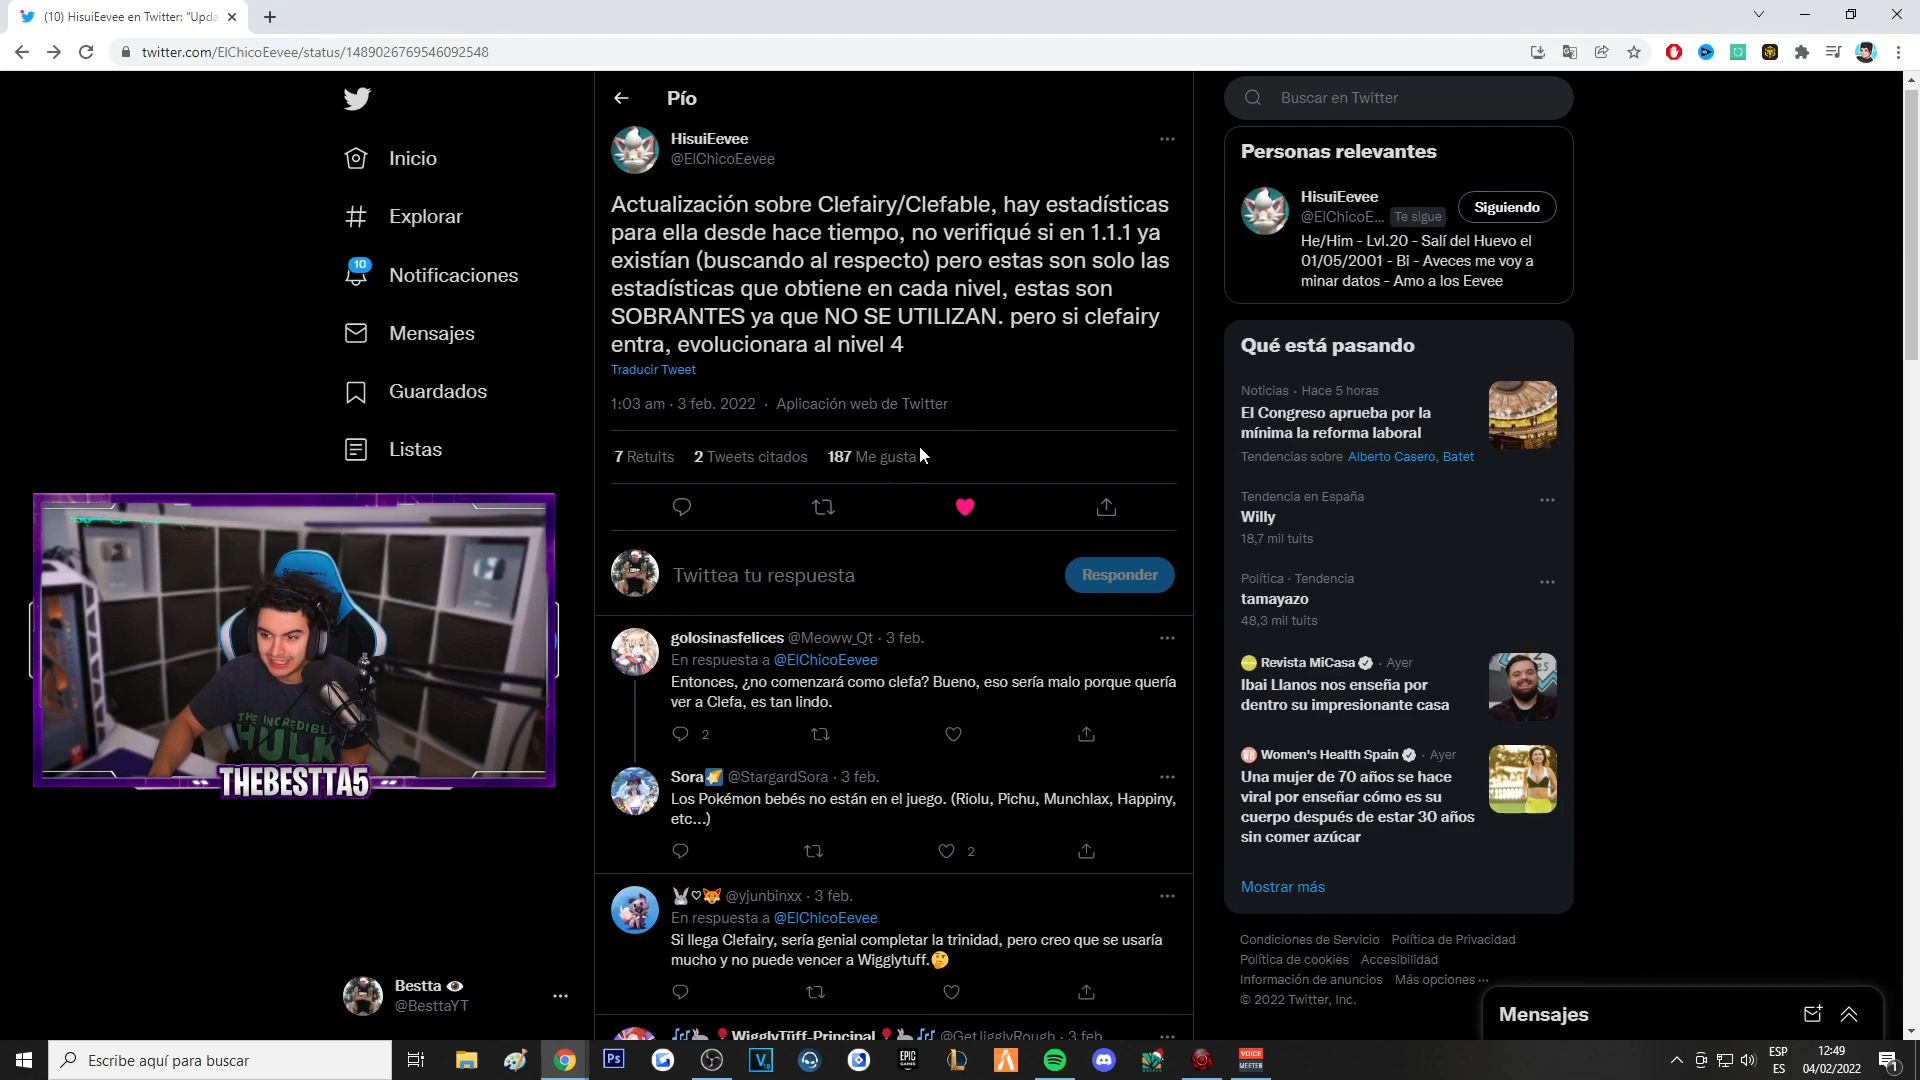 (10) HisuiEevee en Twitter: "Upda
twitter.com/ElChicoEevee/status/1489026769546092548
Inicio
Explorar
10
Notificaciones
Mensajes
Guardados
Listas
THE INCREDIBLE
HULK
THEBESTTA5
Bestta
@BesttaYT
Pío
HisuiEevee
@ElChicoEevee
Actualización sobre Clefairy/Clefable, hay estadísticas
para ella desde hace tiempo, no verifiqué si en 1.1.1 ya
existían (buscando al respecto) pero estas son solo las
estadísticas que obtiene en cada nivel, estas son
SOBRANTES ya que NO SE UTILIZAN. pero si clefairy
entra, evolucionara al nivel 4
Traducir Tweet
1:03 am · 3 feb. 2022 · Aplicación web de Twitter
7 Retuits 2 Tweets citados 187 Me gusta
Twittea tu respuesta
Responder
golosinasfelices @Meoww_Qt · 3 feb.
En respuesta a @ElChicoEevee
Entonces, ¿no comenzará como clefa? Bueno, eso sería malo porque quería
ver a Clefa, es tan lindo.
2
Sora @StargardSora · 3 feb.
Los Pokémon bebés no están en el juego. (Riolu, Pichu, Munchlax, Happiny,
etc...)
2
@yjunbinxx · 3 feb.
En respuesta a @ElChicoEevee
Si llega Clefairy, sería genial completar la trinidad, pero creo que se usaría
mucho y no puede vencer a Wigglytuff.🤔
WigglyTüff-Principal @GetJigglyRough · 3 feb.
Buscar en Twitter
Personas relevantes
HisuiEevee
@ElChicoE... Te sigue
Siguiendo
He/Him - Lvl.20 - Salí del Huevo el
01/05/2001 - Bi - Aveces me voy a
minar datos - Amo a los Eevee
Qué está pasando
Noticias · Hace 5 horas
El Congreso aprueba por la
mínima la reforma laboral
Tendencias sobre Alberto Casero, Batet
Tendencia en España
Willy
18,7 mil tuits
Política · Tendencia
tamayazo
48,3 mil tuits
Revista MiCasa · Ayer
Ibai Llanos nos enseña por
dentro su impresionante casa
Women's Health Spain · Ayer
Una mujer de 70 años se hace
viral por enseñar cómo es su
cuerpo después de estar 30 años
sin comer azúcar
Mostrar más
Condiciones de Servicio Política de Privacidad
Política de cookies Accesibilidad
Información de anuncios Más opciones ···
© 2022 Twitter, Inc.
Mensajes
Escribe aquí para buscar
Ps
EPIC
GAMES
VOICE
MEETER
ESP
ES
12:49
04/02/2022
1